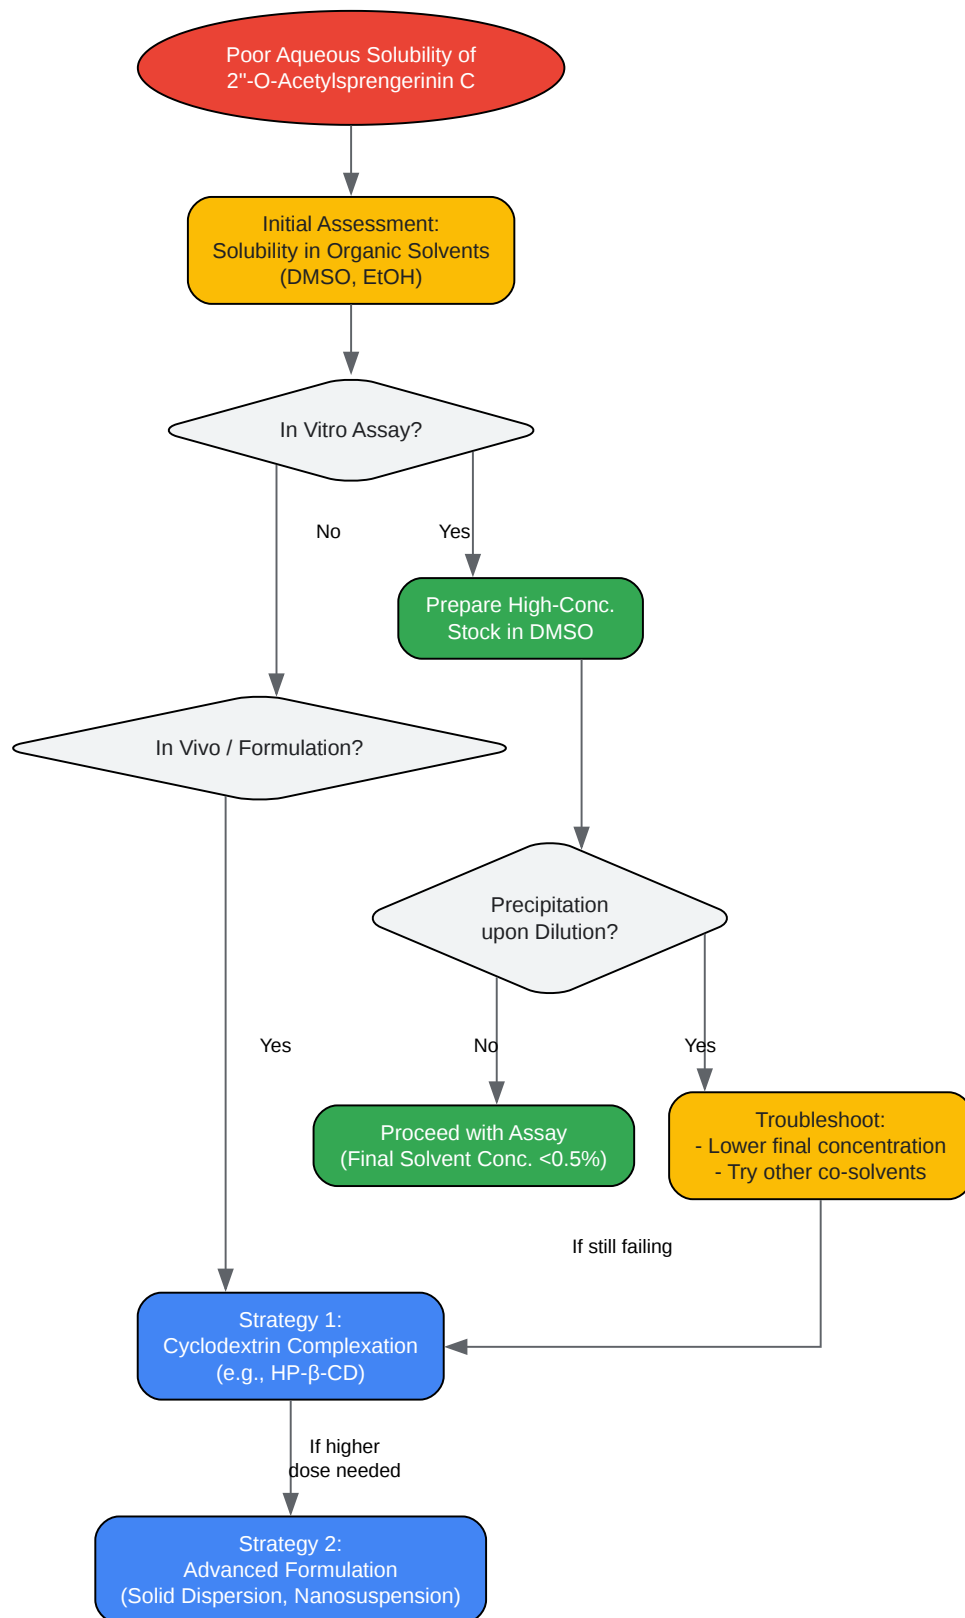 Poor Aqueous Solubility of
2"-O-Acetylsprengerinin C
Initial Assessment:
Solubility in Organic Solvents
(DMSO, EtOH)
In Vitro Assay?
No
Yes
Prepare High-Conc.
Stock in DMSO
In Vivo / Formulation?
Precipitation
upon Dilution?
Yes
No
Yes
Proceed with Assay
(Final Solvent Conc. <0.5%)
Troubleshoot:
- Lower final concentration
- Try other co-solvents
If still failing
Strategy 1:
Cyclodextrin Complexation
(e.g., HP-β-CD)
If higher
dose needed
Strategy 2:
Advanced Formulation
(Solid Dispersion, Nanosuspension)